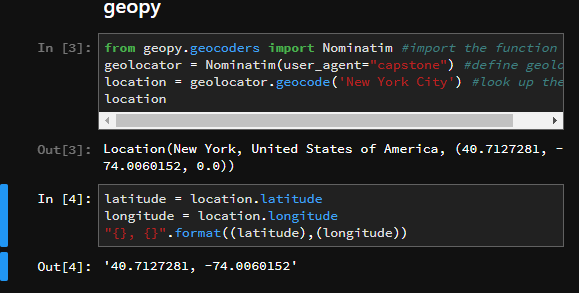 geopy
In [3]:
from geopy.geocoders import Nominatim #import the function
geolocator = Nominatim(user_agent="capstone") #define
location = geolocator.geocode('New York City') #look up the
location
Out[3]:
Location(New York, United States of America, (40.7127281, -
74.0060152, 0.0))
In [4]:
latitude = location.latitude
longitude = location.longitude
"{}, {}".format((latitude),(longitude))
Out[4]:
'40.7127281, -74.0060152'